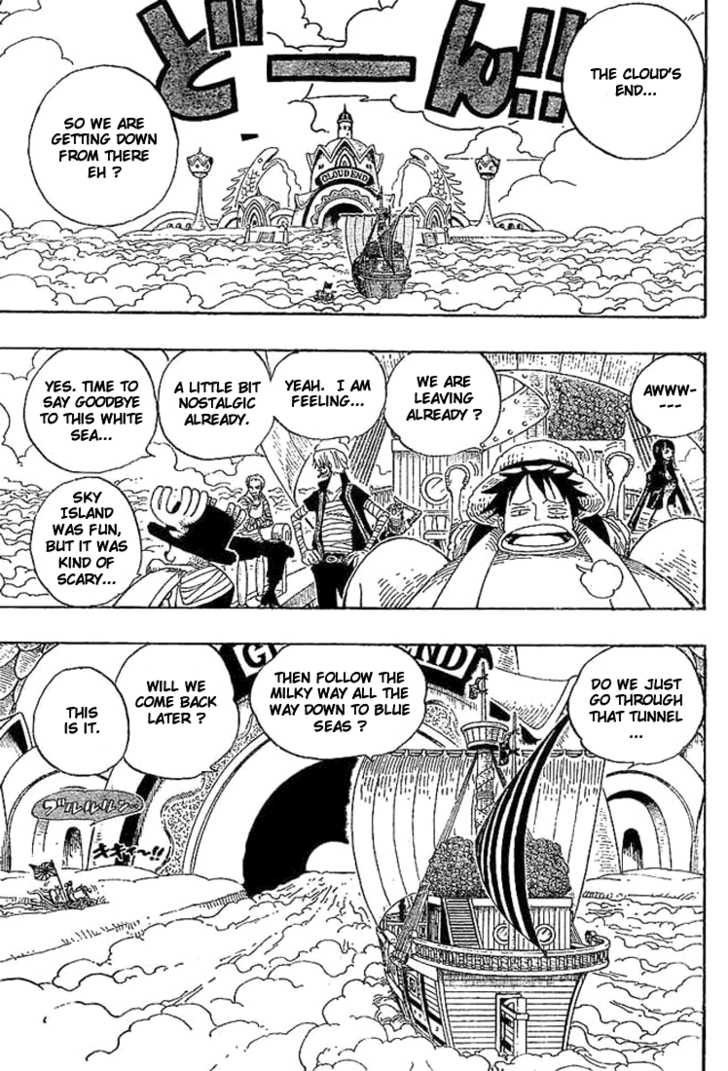 どーん!!
THE CLOUD'S
END...
SO WE ARE
GETTING DOWN
FROM THERE
EH ?
CLOUD END
AWWW-
---
WE ARE
LEAVING
ALREADY ?
YEAH. I AM
FEELING...
A LITTLE BIT
NOSTALGIC
ALREADY.
YES. TIME TO
SAY GOODBYE
TO THIS WHITE
SEA...
SKY
ISLAND
WAS FUN,
BUT IT WAS
KIND OF
SCARY...
DO WE JUST
GO THROUGH
THAT TUNNEL
...
THEN FOLLOW THE
MILKY WAY ALL THE
WAY DOWN TO BLUE
SEAS ?
WILL WE
COME BACK
LATER ?
THIS
IS IT.
END